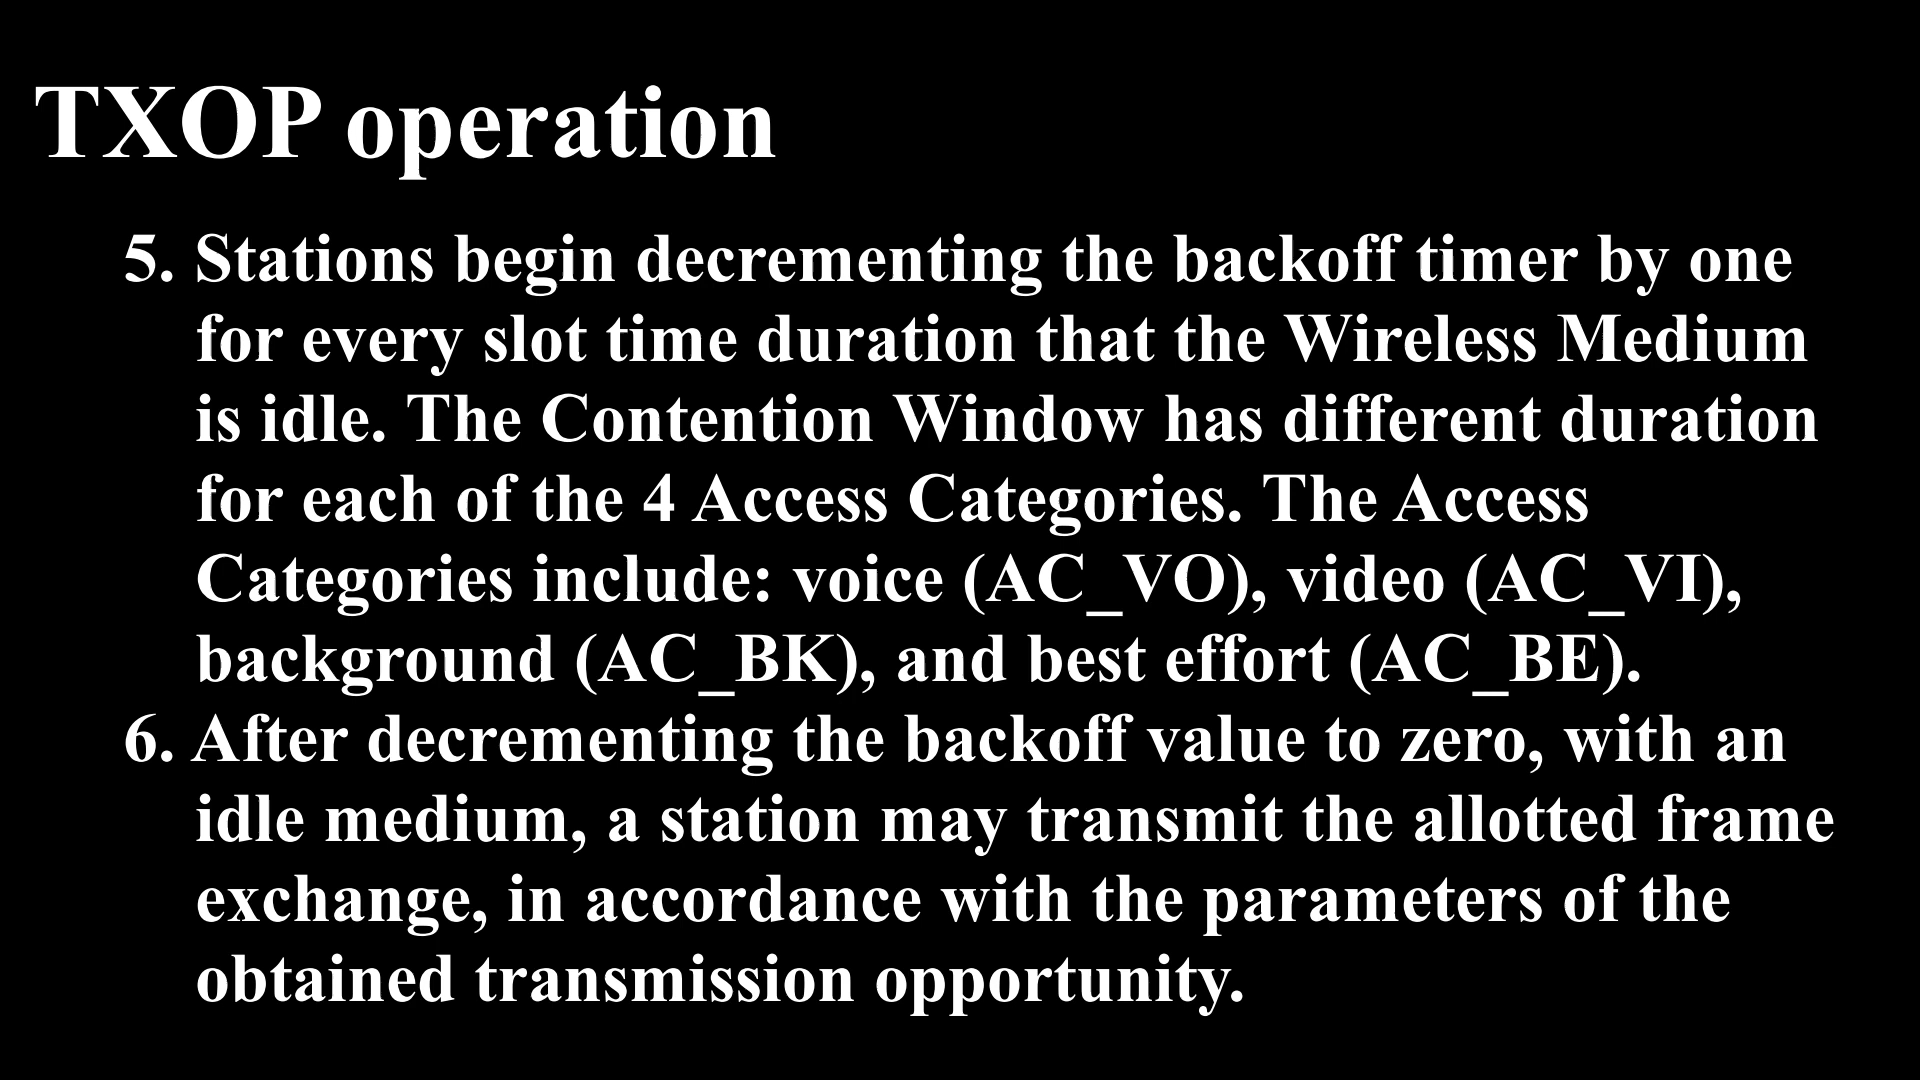 TXOP operation
5. Stations begin decrementing the backoff timer by one
for every slot time duration that the Wireless Medium
is idle. The Contention Window has different duration
for each of the 4 Access Categories. The Access
Categories include: voice (AC_VO), video (AC_VI),
background (AC_BK), and best effort (AC_BE).
6. After decrementing the backoff value to zero, with an
idle medium, a station may transmit the allotted frame
exchange, in accordance with the parameters of the
obtained transmission opportunity.